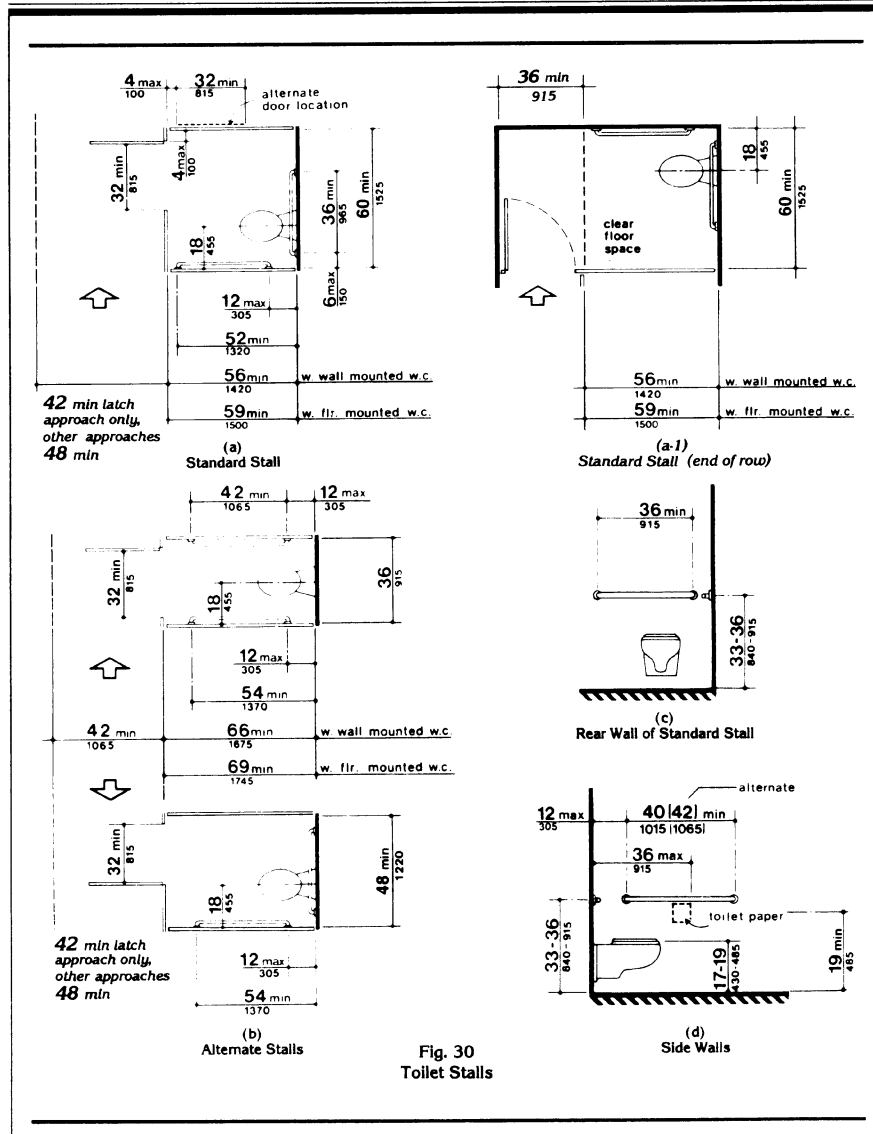 4 max
100
32 min
815
alternate
door location
32 min
815
4 max
100
18
455
36 min
965
60 min
1525
6 max
150
12 max
305
52 min
1320
56 min
1420
w. wall mounted w.c.
59 min
1500
w. flr. mounted w.c.
42 min latch
approach only,
other approaches
48 min
(a)
Standard Stall
36 min
915
18
455
60 min
1525
clear
floor
space
56 min
1420
w. wall mounted w.c.
59 min
1500
w. flr. mounted w.c.
(a-1)
Standard Stall (end of row)
42 min
1065
12 max
305
32 min
815
18
455
36
915
12 max
305
54 min
1370
42 min
1065
66 min
1675
w. wall mounted w.c.
69 min
1745
w. flr. mounted w.c.
32 min
815
18
455
48 min
1220
42 min latch
approach only,
other approaches
48 min
12 max
305
54 min
1370
(b)
Alternate Stalls
36 min
915
33-36
840-915
(c)
Rear Wall of Standard Stall
alternate
12 max
305
40 (42) min
1015 (1065)
36 max
915
toilet paper
33-36
840-915
17-19
430-485
19 min
485
(d)
Side Walls
Fig. 30
Toilet Stalls